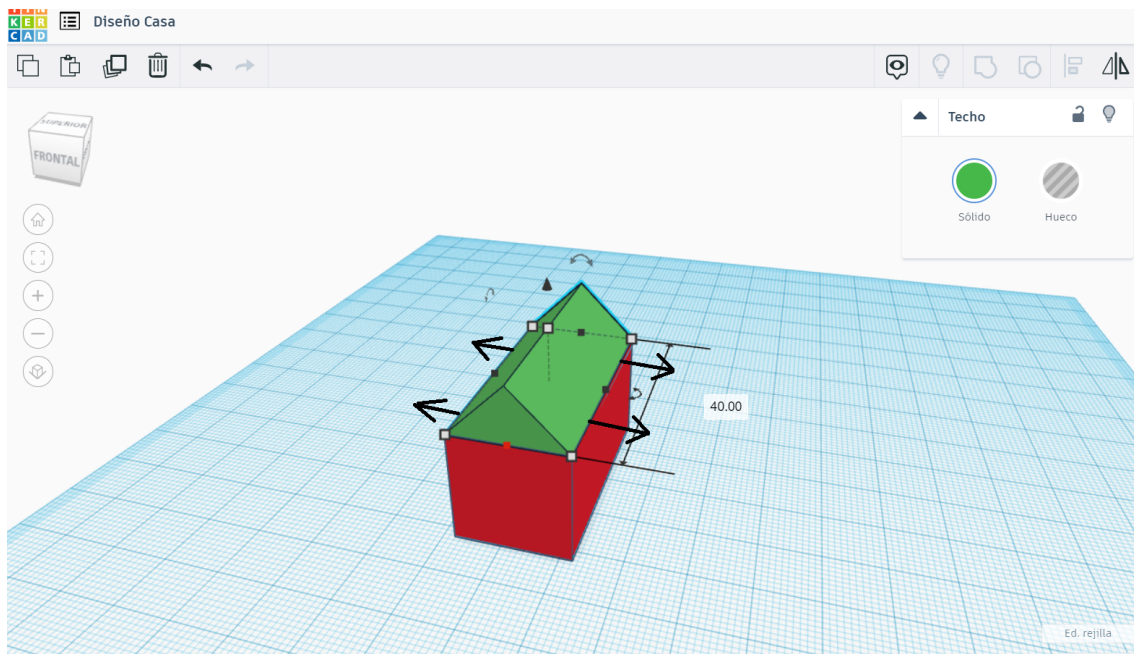 TIN
KER
CAD
Diseño Casa
SUPERIOR
FRONTAL
Techo
Sólido
Hueco
40.00
Ed. rejilla